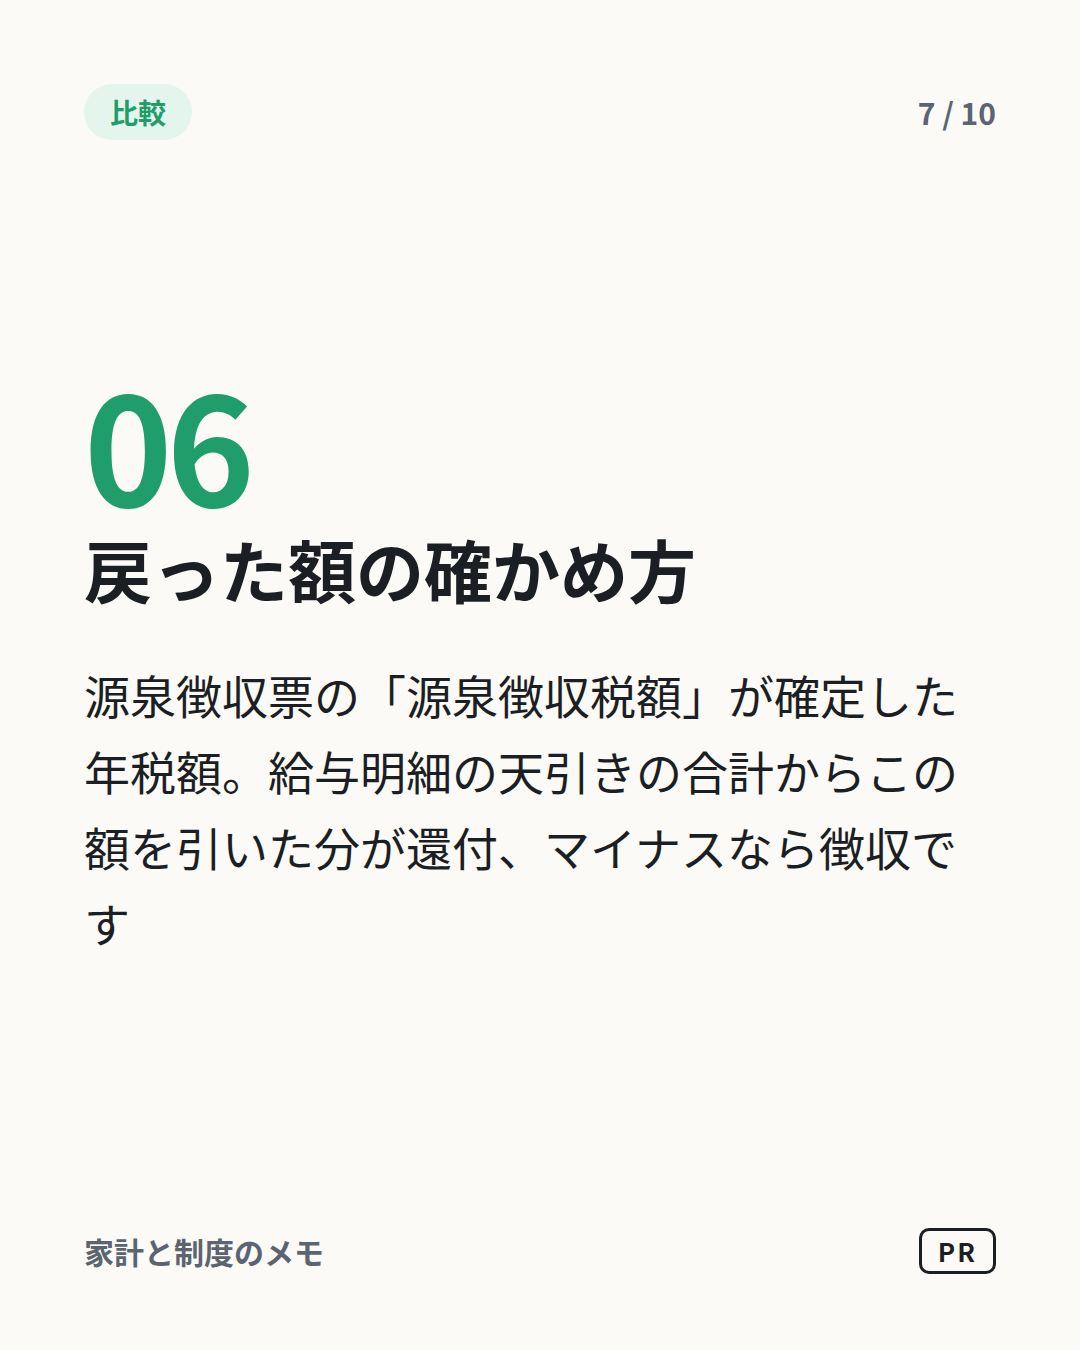 比較
7 / 10
06
戻った額の確かめ方
源泉徴収票の「源泉徴収税額」が確定した
年税額。給与明細の天引きの合計からこの
額を引いた分が還付、マイナスなら徴収で
す
家計と制度のメモ
PR